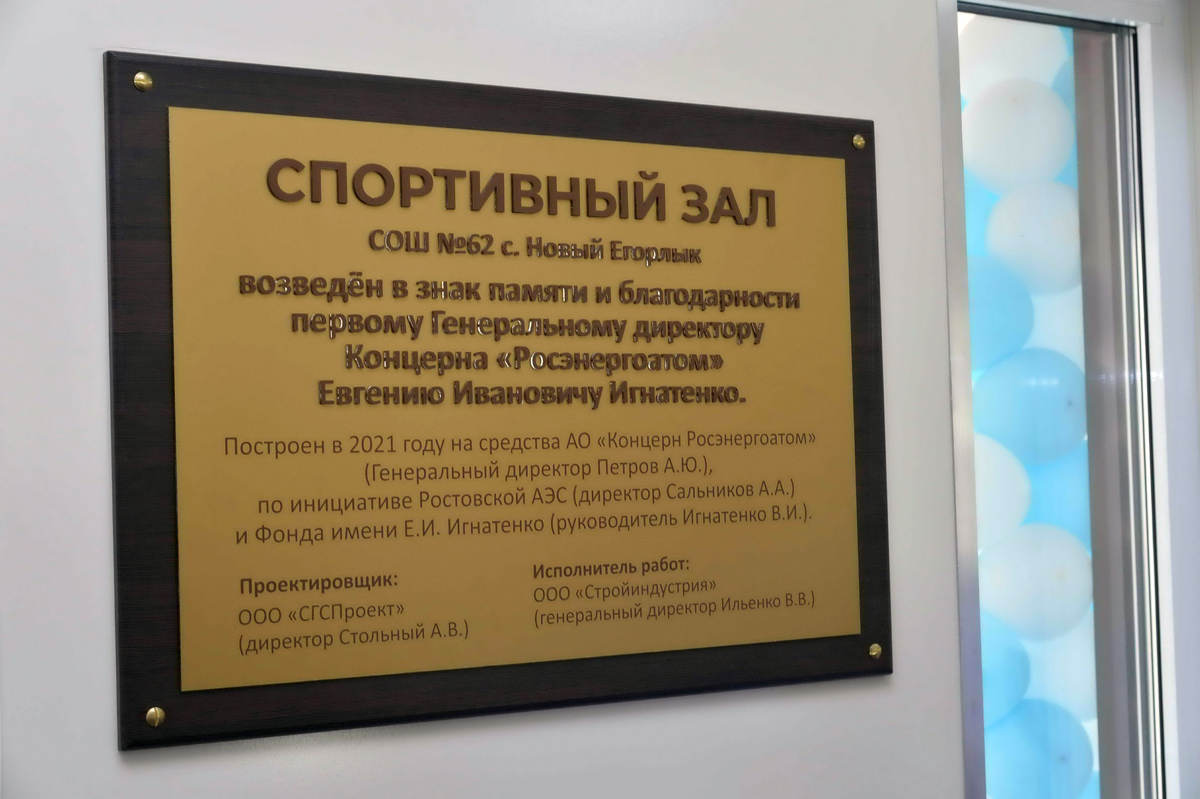 СПОРТИВНЫЙ ЗАЛ
СОШ №62 с. Новый Егорлык
возведён в знак памяти и благодарности
первому Генеральному директору
Концерна «Росэнергоатом»
Евгению Ивановичу Игнатенко.
Построен в 2021 году на средства АО «Концерн Росэнергоатом»
(Генеральный директор Петров А.Ю.),
по инициативе Ростовской АЭС (директор Сальников А.А.)
и Фонда имени Е.И. Игнатенко (руководитель Игнатенко В.И.).
Проектировщик:
ООО «СГСПроект»
(директор Стольный А.В.)
Исполнитель работ:
ООО «Стройиндустрия»
(генеральный директор Ильенко В.В.)